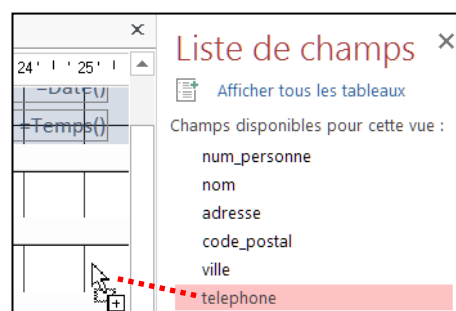 24 ' I ' 25 ' I
=Date()
=Temps()
Liste de champs
Afficher tous les tableaux
Champs disponibles pour cette vue :
num_personne
nom
adresse
code_postal
ville
telephone